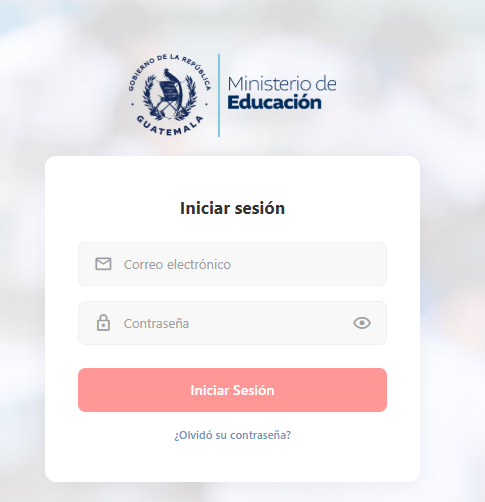 GOBIERNO DE LA REPÚBLICA
GUATEMALA
Ministerio de
Educación
Iniciar sesión
Correo electrónico
Contraseña
Iniciar Sesión
¿Olvidó su contraseña?